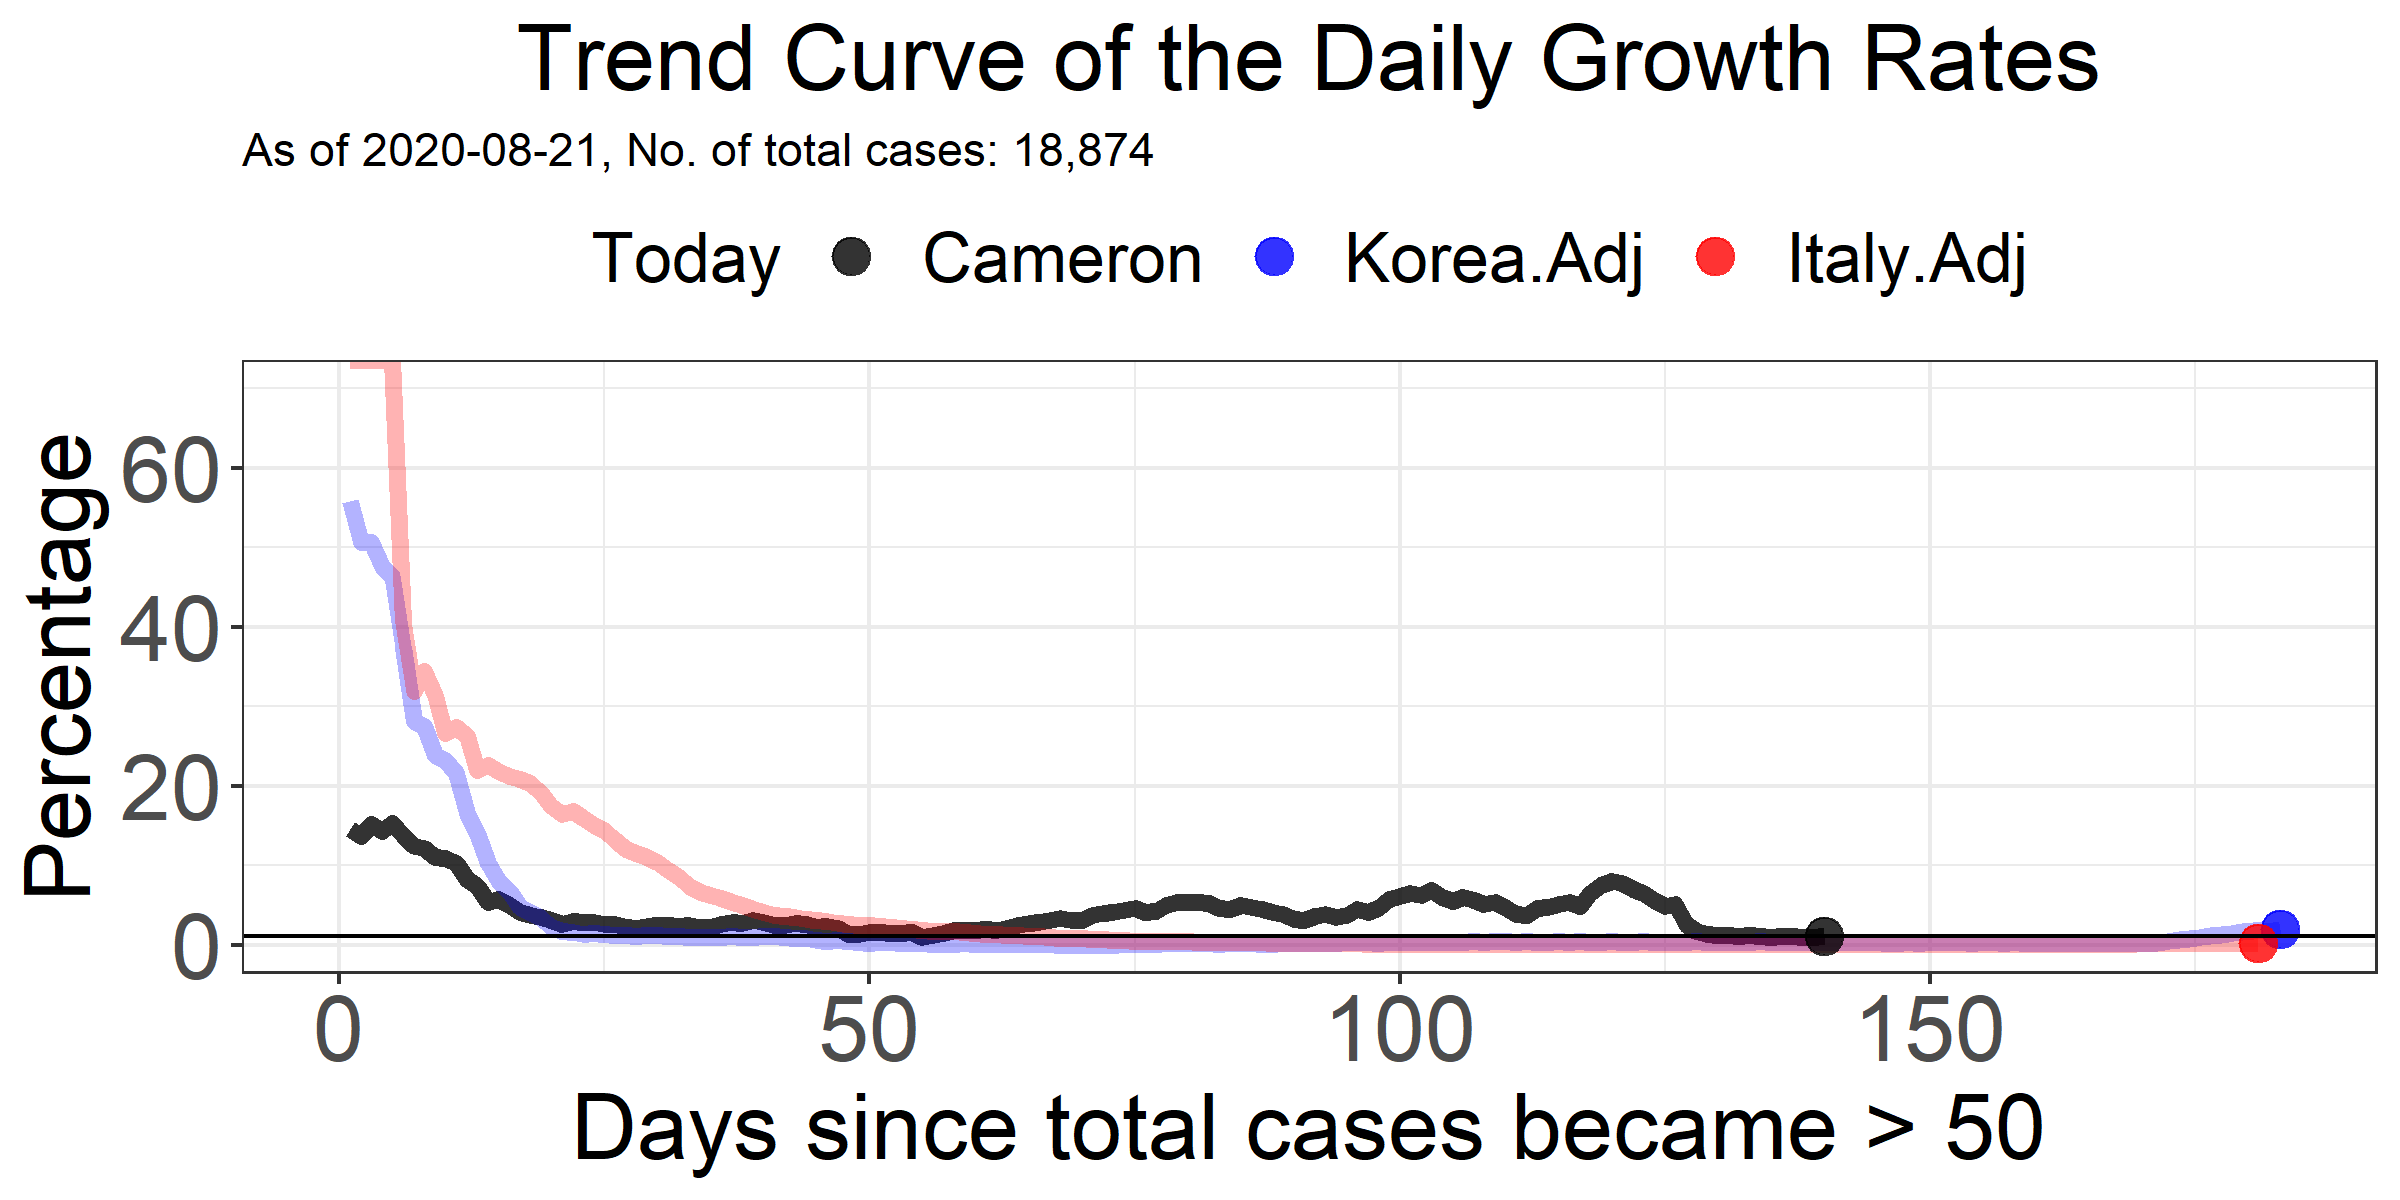 Trend Curve of the Daily Growth Rates
As of 2020-08-21, No. of total cases: 18,874
Today Cameron Korea.Adj Italy.Adj
Percentage
60
40
20
0
0 50 100 150
Days since total cases became > 50